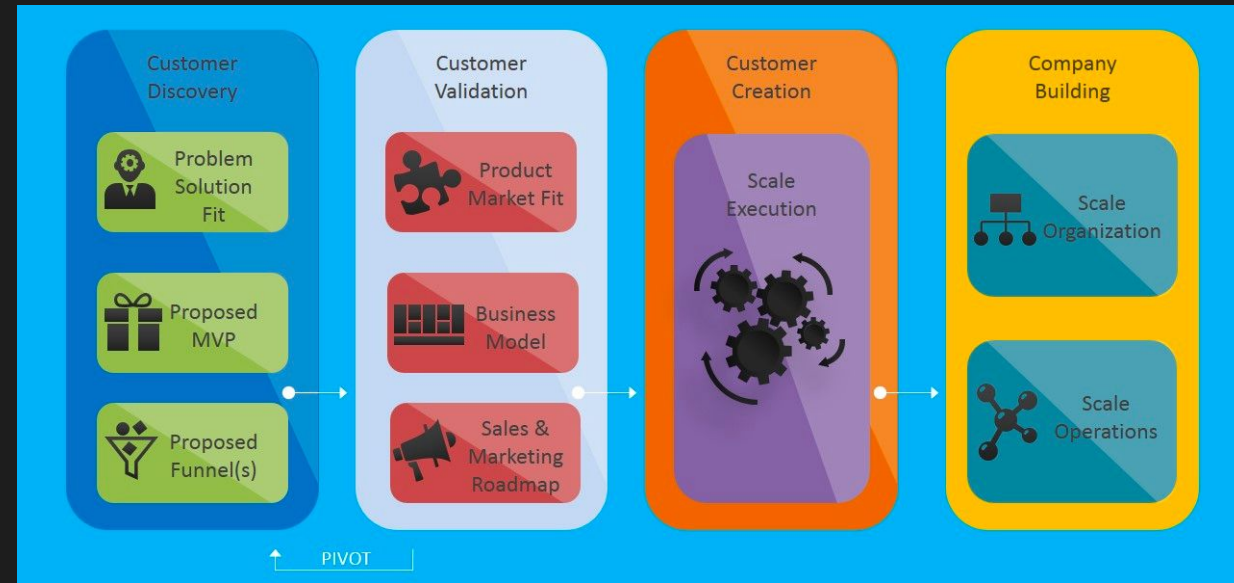 Customer
Discovery
Problem
Solution
Fit
Proposed
MVP
Proposed
Funnel(s)
Customer
Validation
Product
Market Fit
Business
Model
Sales &
Marketing
Roadmap
Customer
Creation
Scale
Execution
Company
Building
Scale
Organization
Scale
Operations
PIVOT